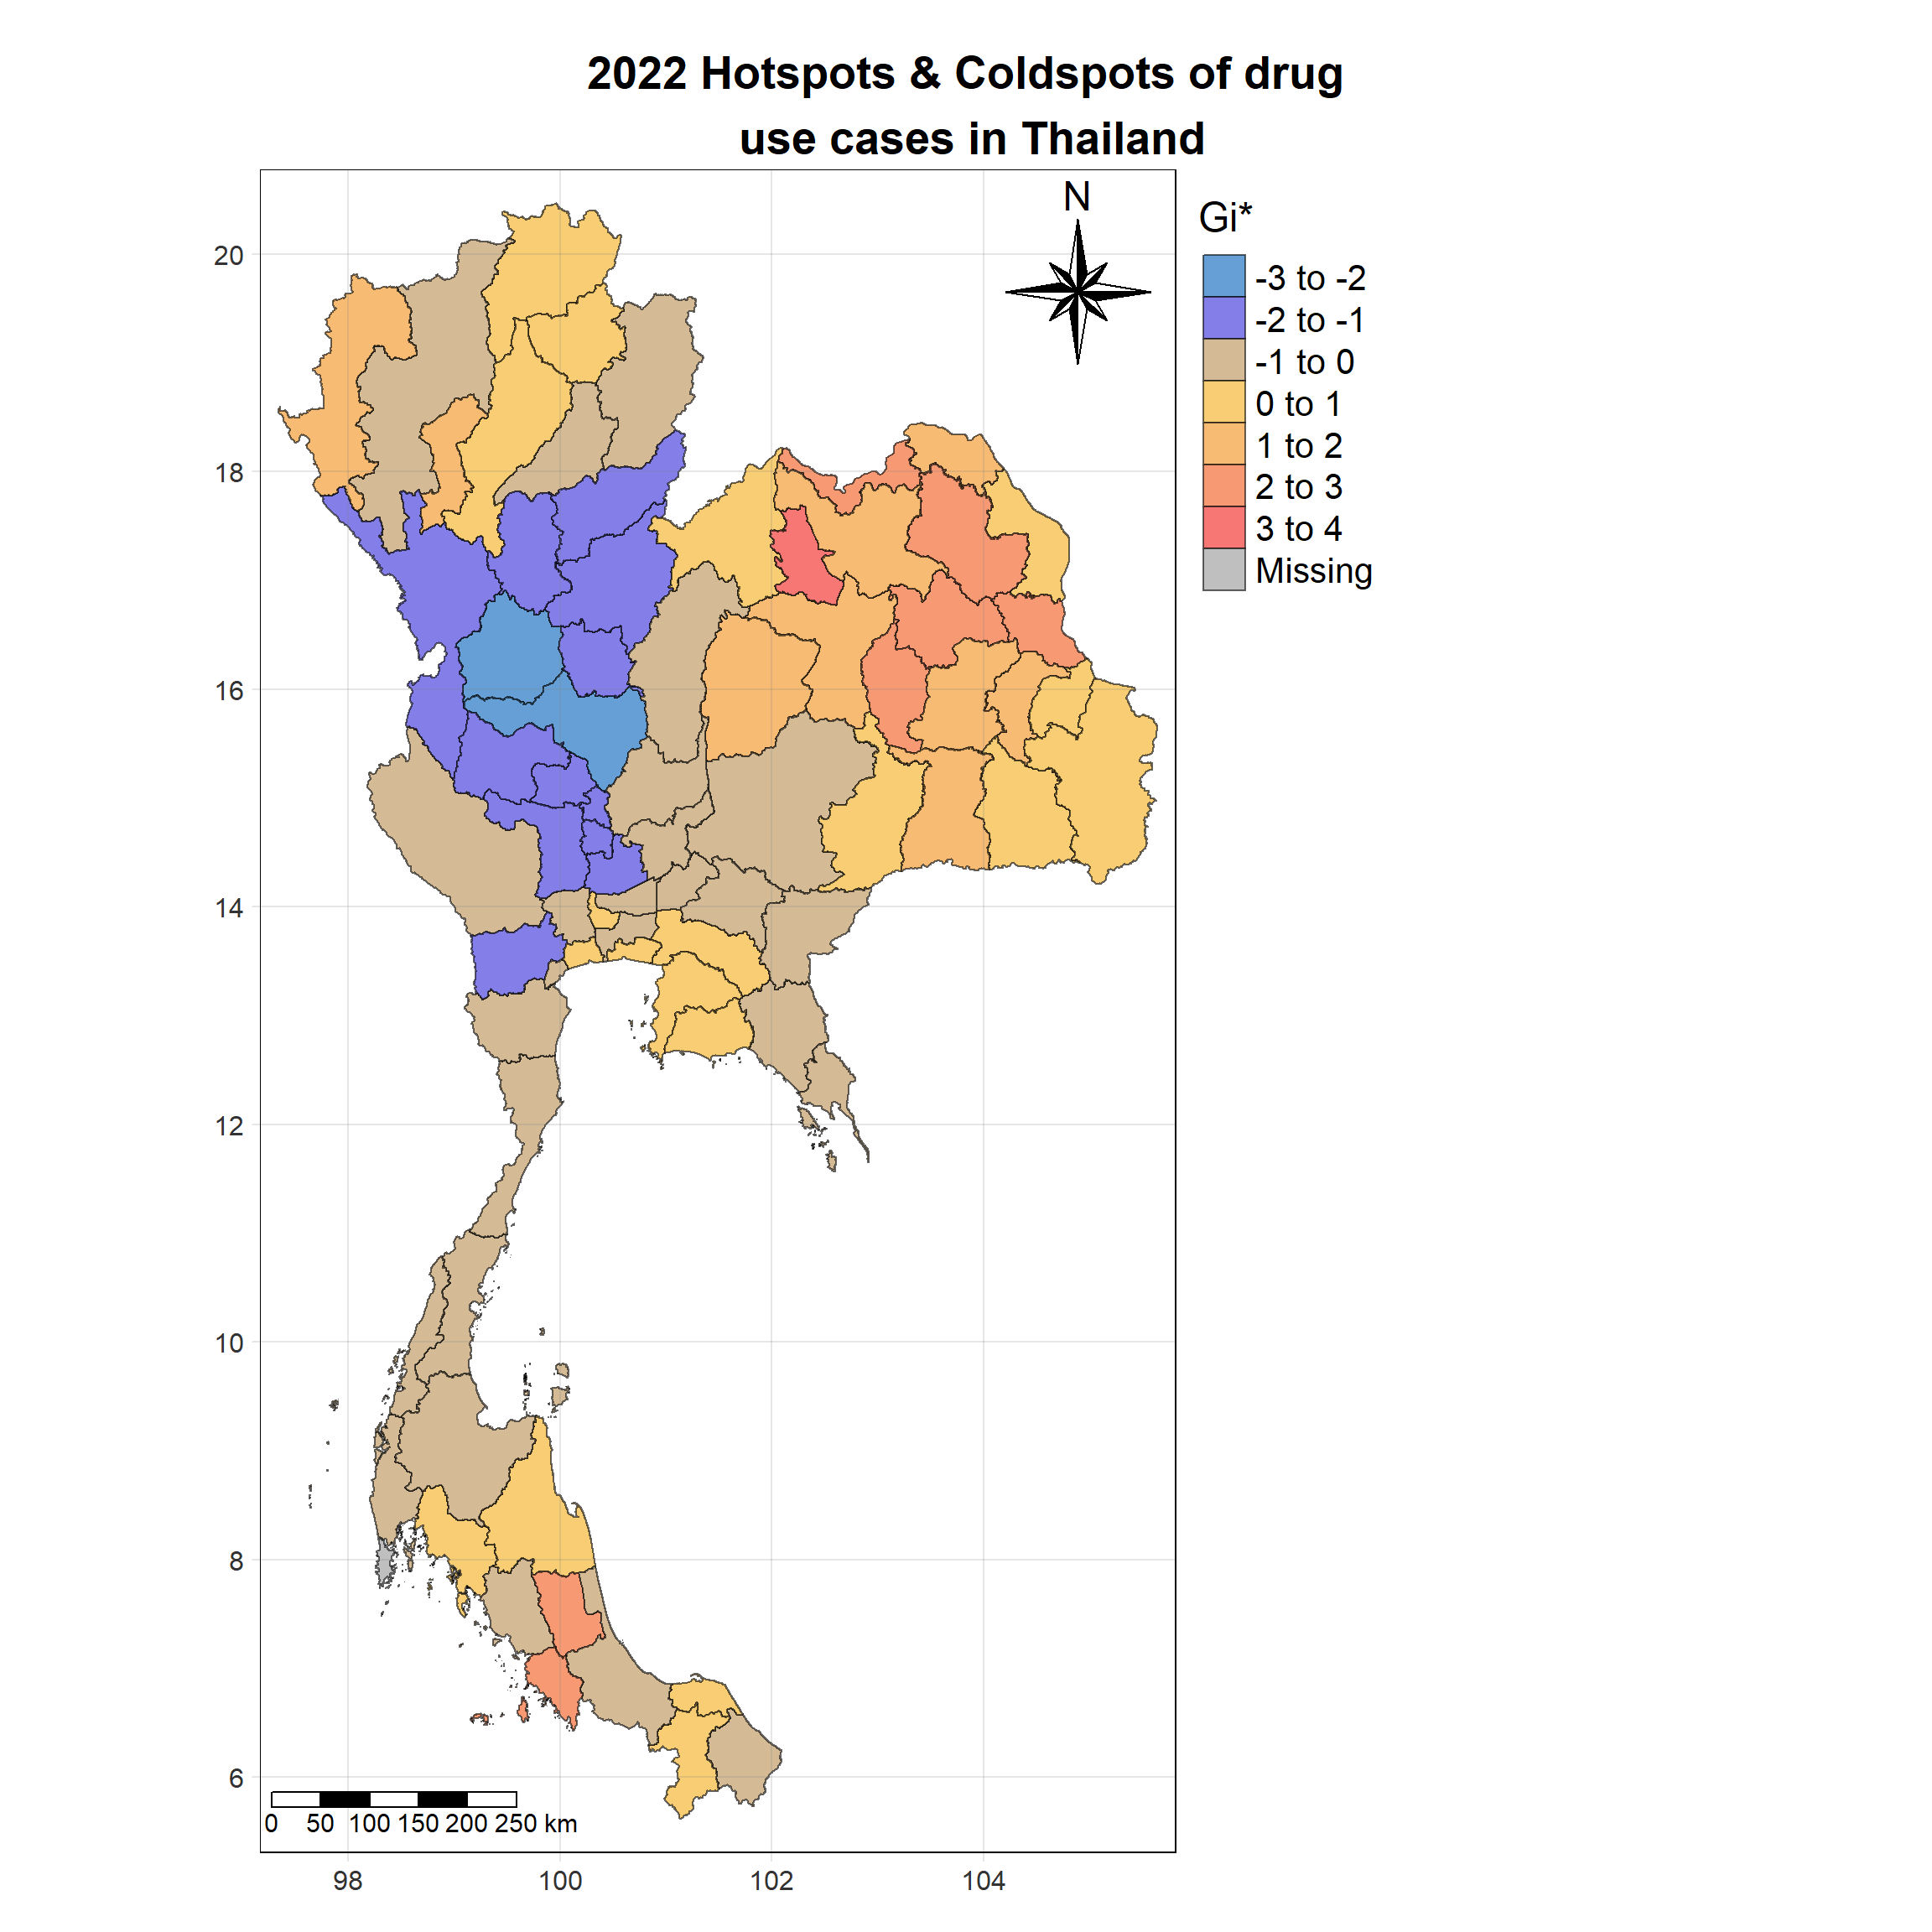 2022 Hotspots & Coldspots of drug
use cases in Thailand
N
Gi*
-3 to -2
-2 to -1
-1 to 0
0 to 1
1 to 2
2 to 3
3 to 4
Missing
20
18
16
14
12
10
8
6
0 50 100 150 200 250 km
98 100 102 104